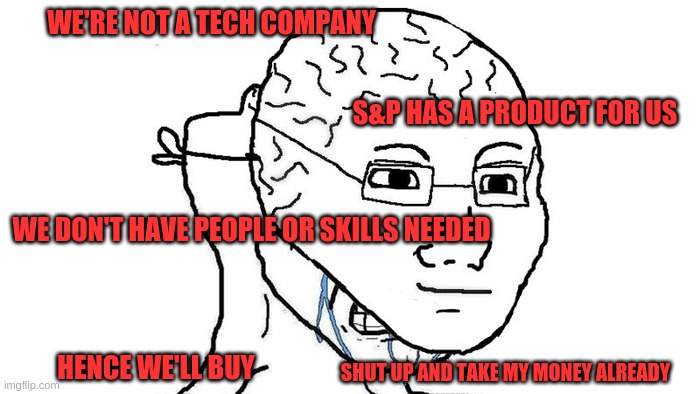 WE'RE NOT A TECH COMPANY
S&P HAS A PRODUCT FOR US
WE DON'T HAVE PEOPLE OR SKILLS NEEDED
HENCE WE'LL BUY
SHUT UP AND TAKE MY MONEY ALREADY
imgflip.com